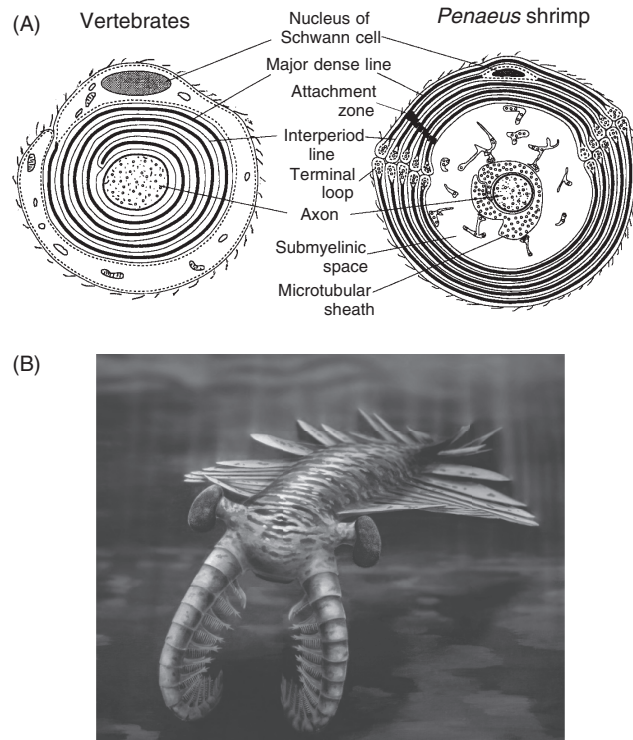 (A)
Vertebrates
Penaeus shrimp
Nucleus of
Schwann cell
Major dense line
Attachment
zone
Interperiod
line
Terminal
loop
Axon
Submyelinic
space
Microtubular
sheath
(B)